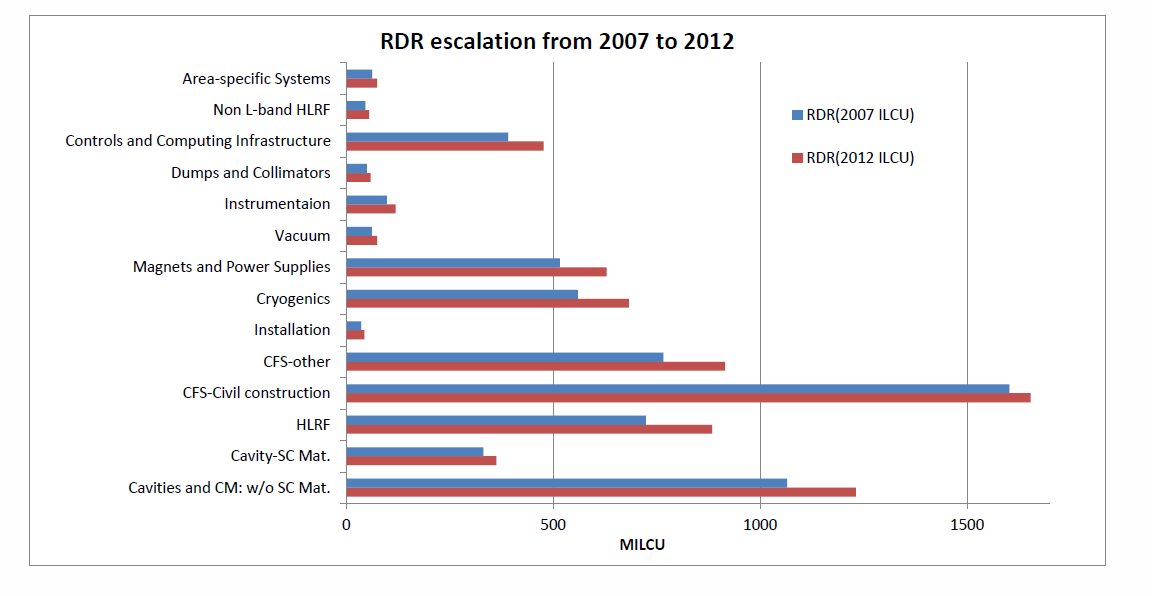 RDR escalation from 2007 to 2012
Area-specific Systems
Non L-band HLRF
Controls and Computing Infrastructure
Dumps and Collimators
Instrumentaion
Vacuum
Magnets and Power Supplies
Cryogenics
Installation
CFS-other
CFS-Civil construction
HLRF
Cavity-SC Mat.
Cavities and CM: w/o SC Mat.
RDR(2007 ILCU)
RDR(2012 ILCU)
0 500 1000 1500
MILCU